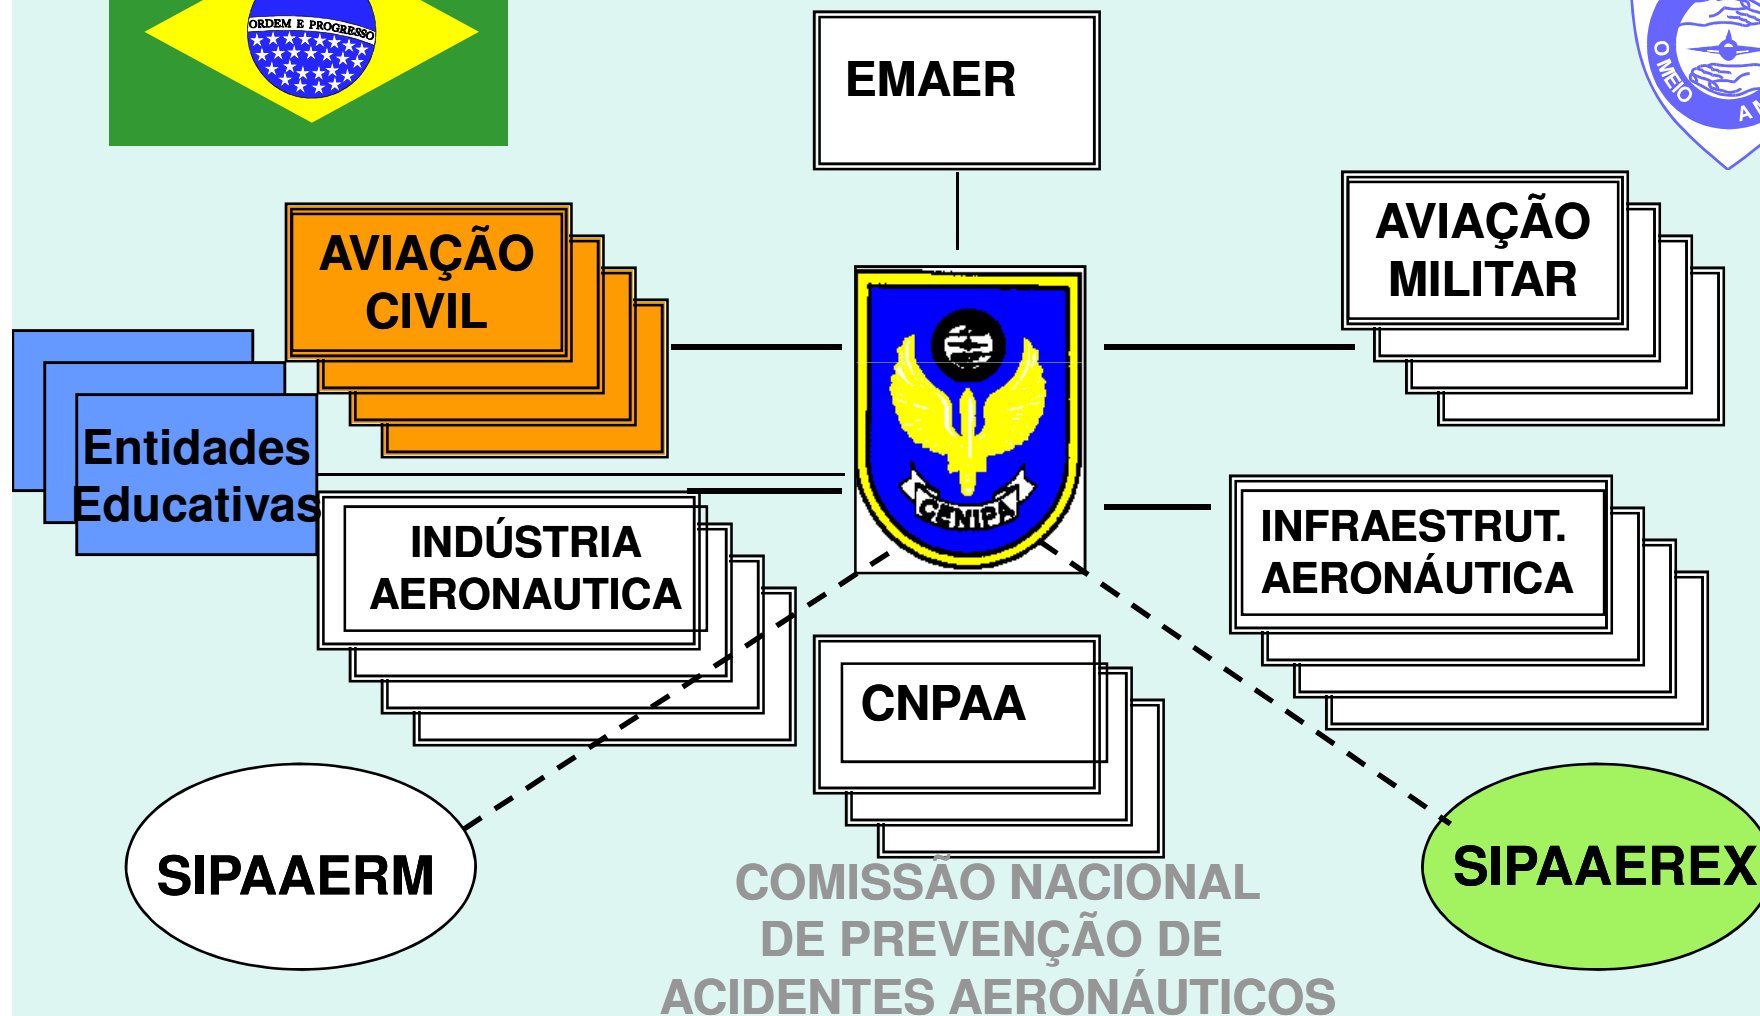 ORDEM E PROGRESSO
EMAER
O MEIO
AVIAÇÃO
CIVIL
AVIAÇÃO
MILITAR
Entidades
Educativas
CENIPA
INDÚSTRIA
AERONAUTICA
INFRAESTRUT.
AERONÁUTICA
CNPAA
SIPAAERM
SIPAAEREX
COMISSÃO NACIONAL
DE PREVENÇÃO DE
ACIDENTES AERONÁUTICOS